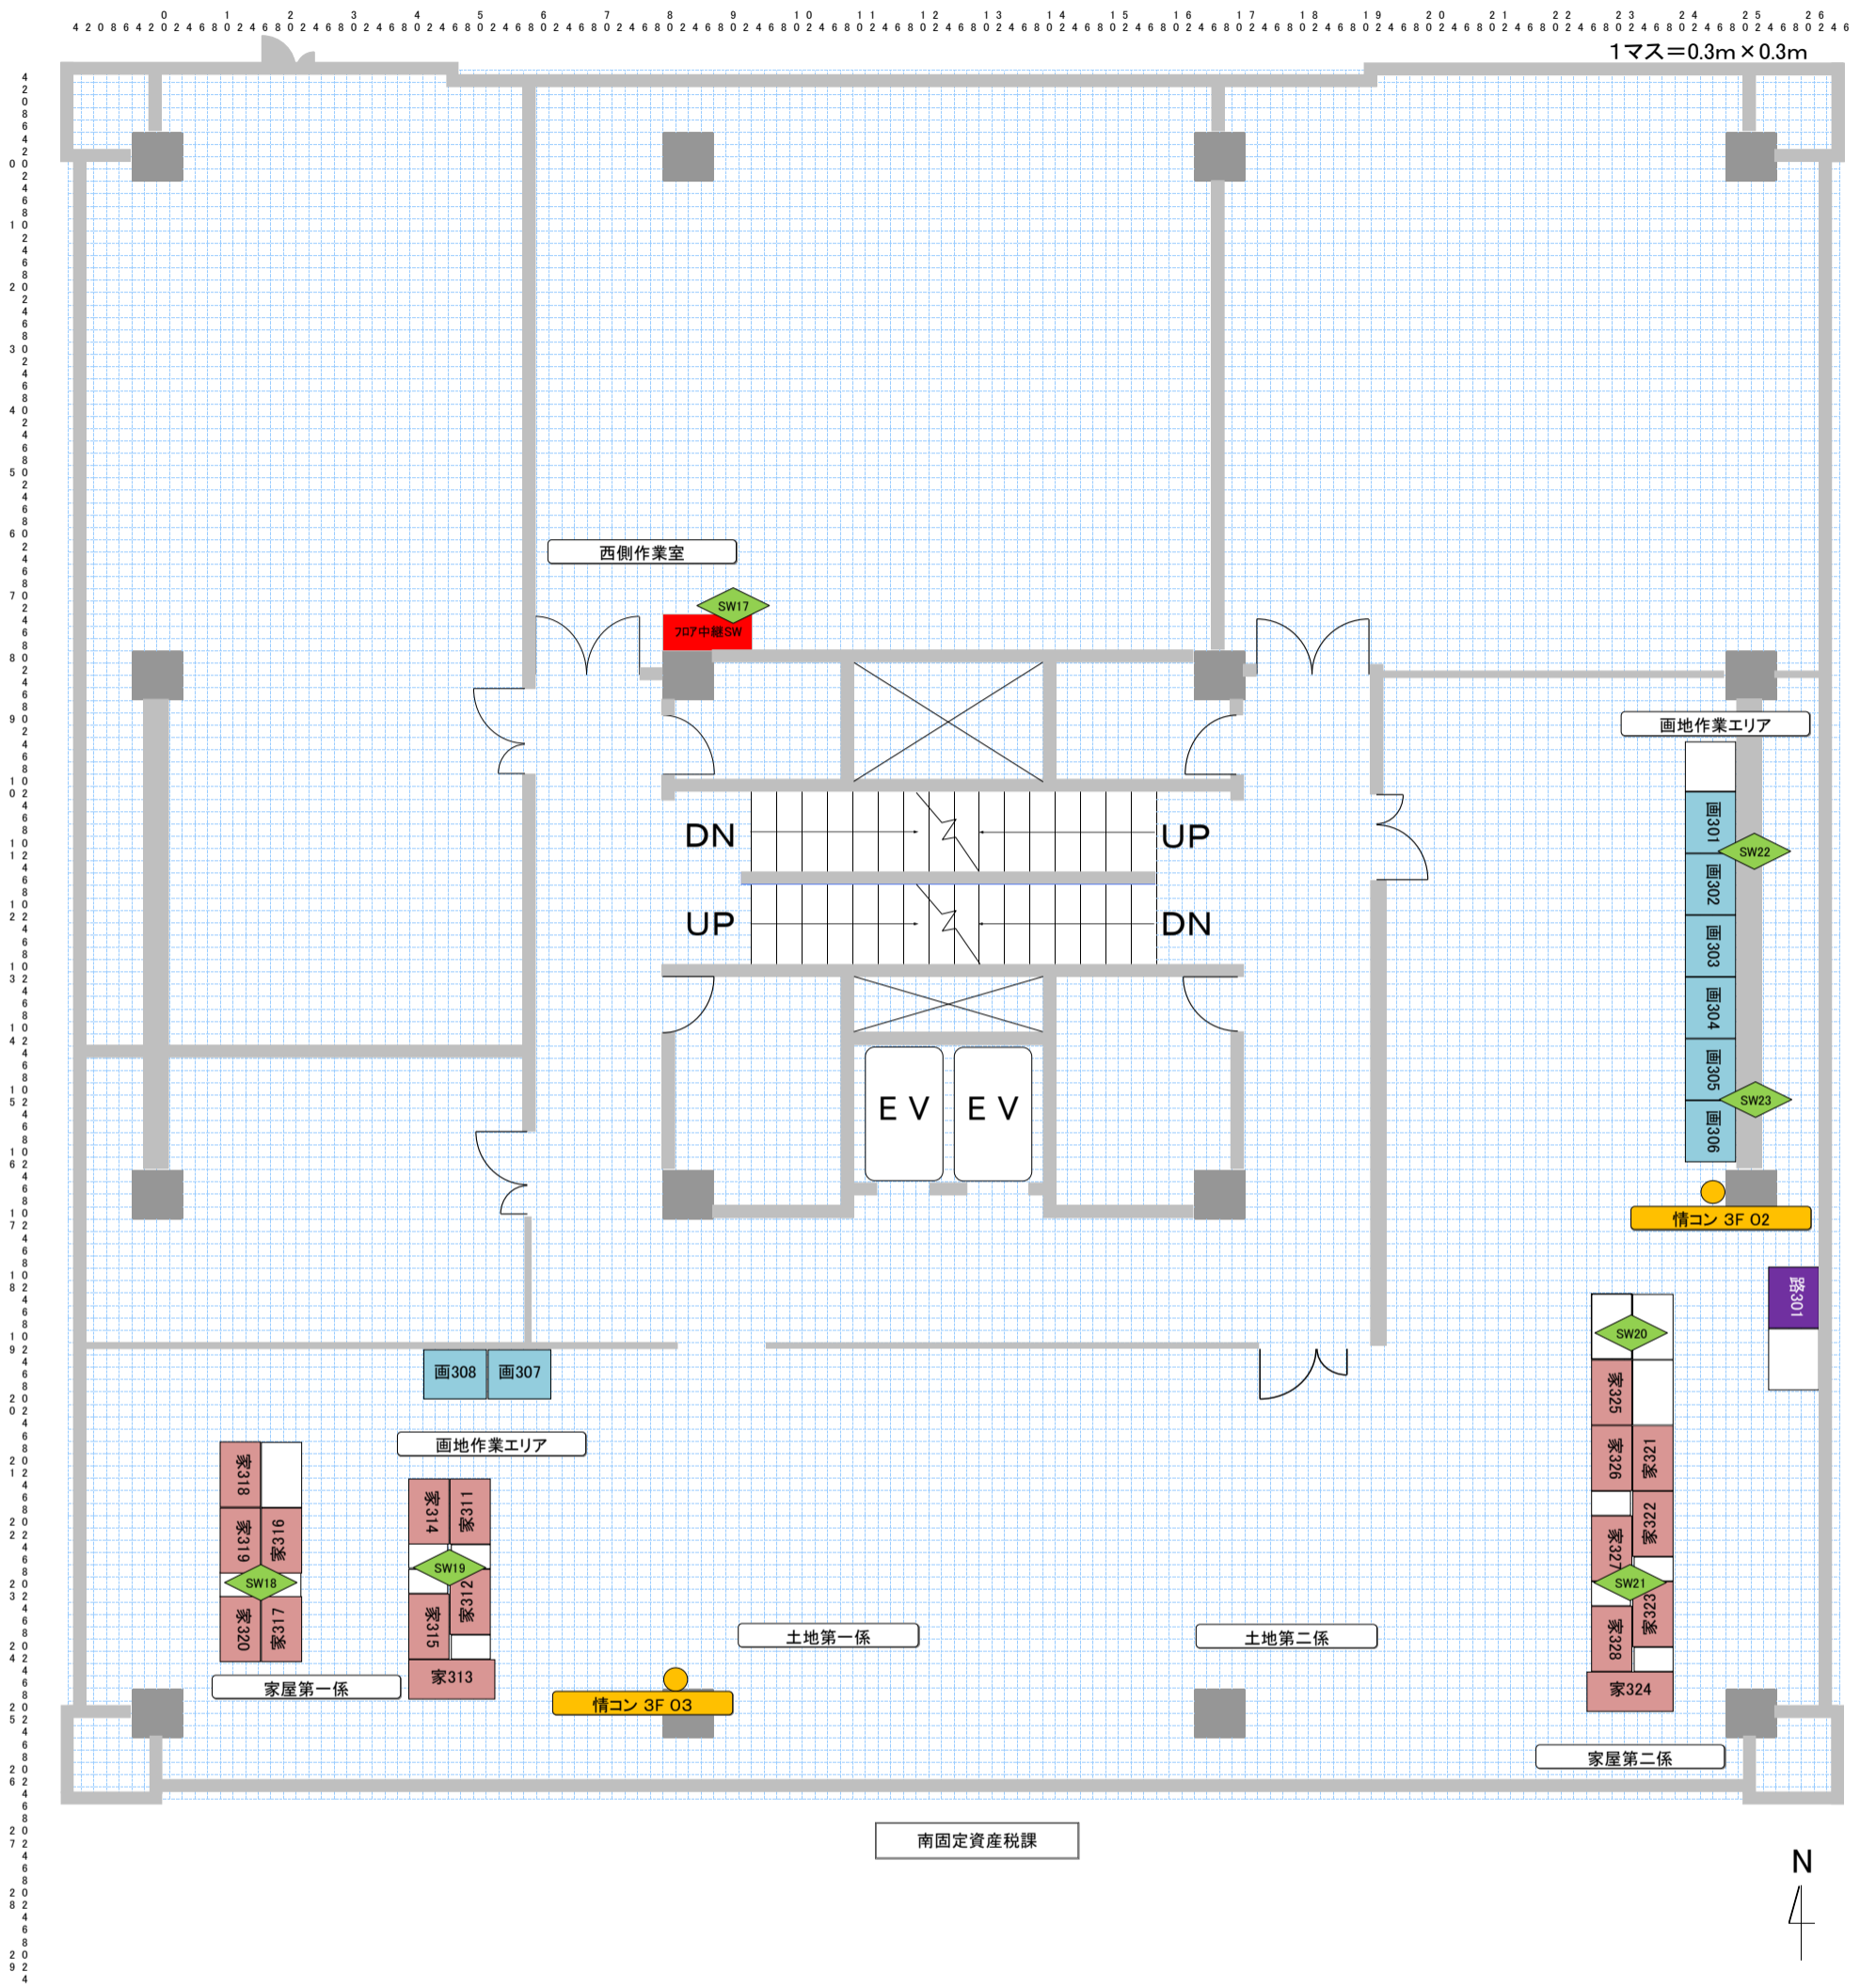 1マス＝0.3m×0.3m
西側作業室
SW17
フロア中継SW
画地作業エリア
画301
SW22
画302
画303
画304
画305
SW23
画306
情コン 3F 02
DN
UP
UP
DN
EV
EV
路301
SW20
家325
家326
家321
家322
家327
SW21
家323
家328
家324
家屋第二係
画308
画307
画地作業エリア
家318
家319
家316
SW18
家320
家317
家屋第一係
家314
家311
SW19
家312
家315
家313
情コン 3F 03
土地第一係
土地第二係
南固定資産税課
N